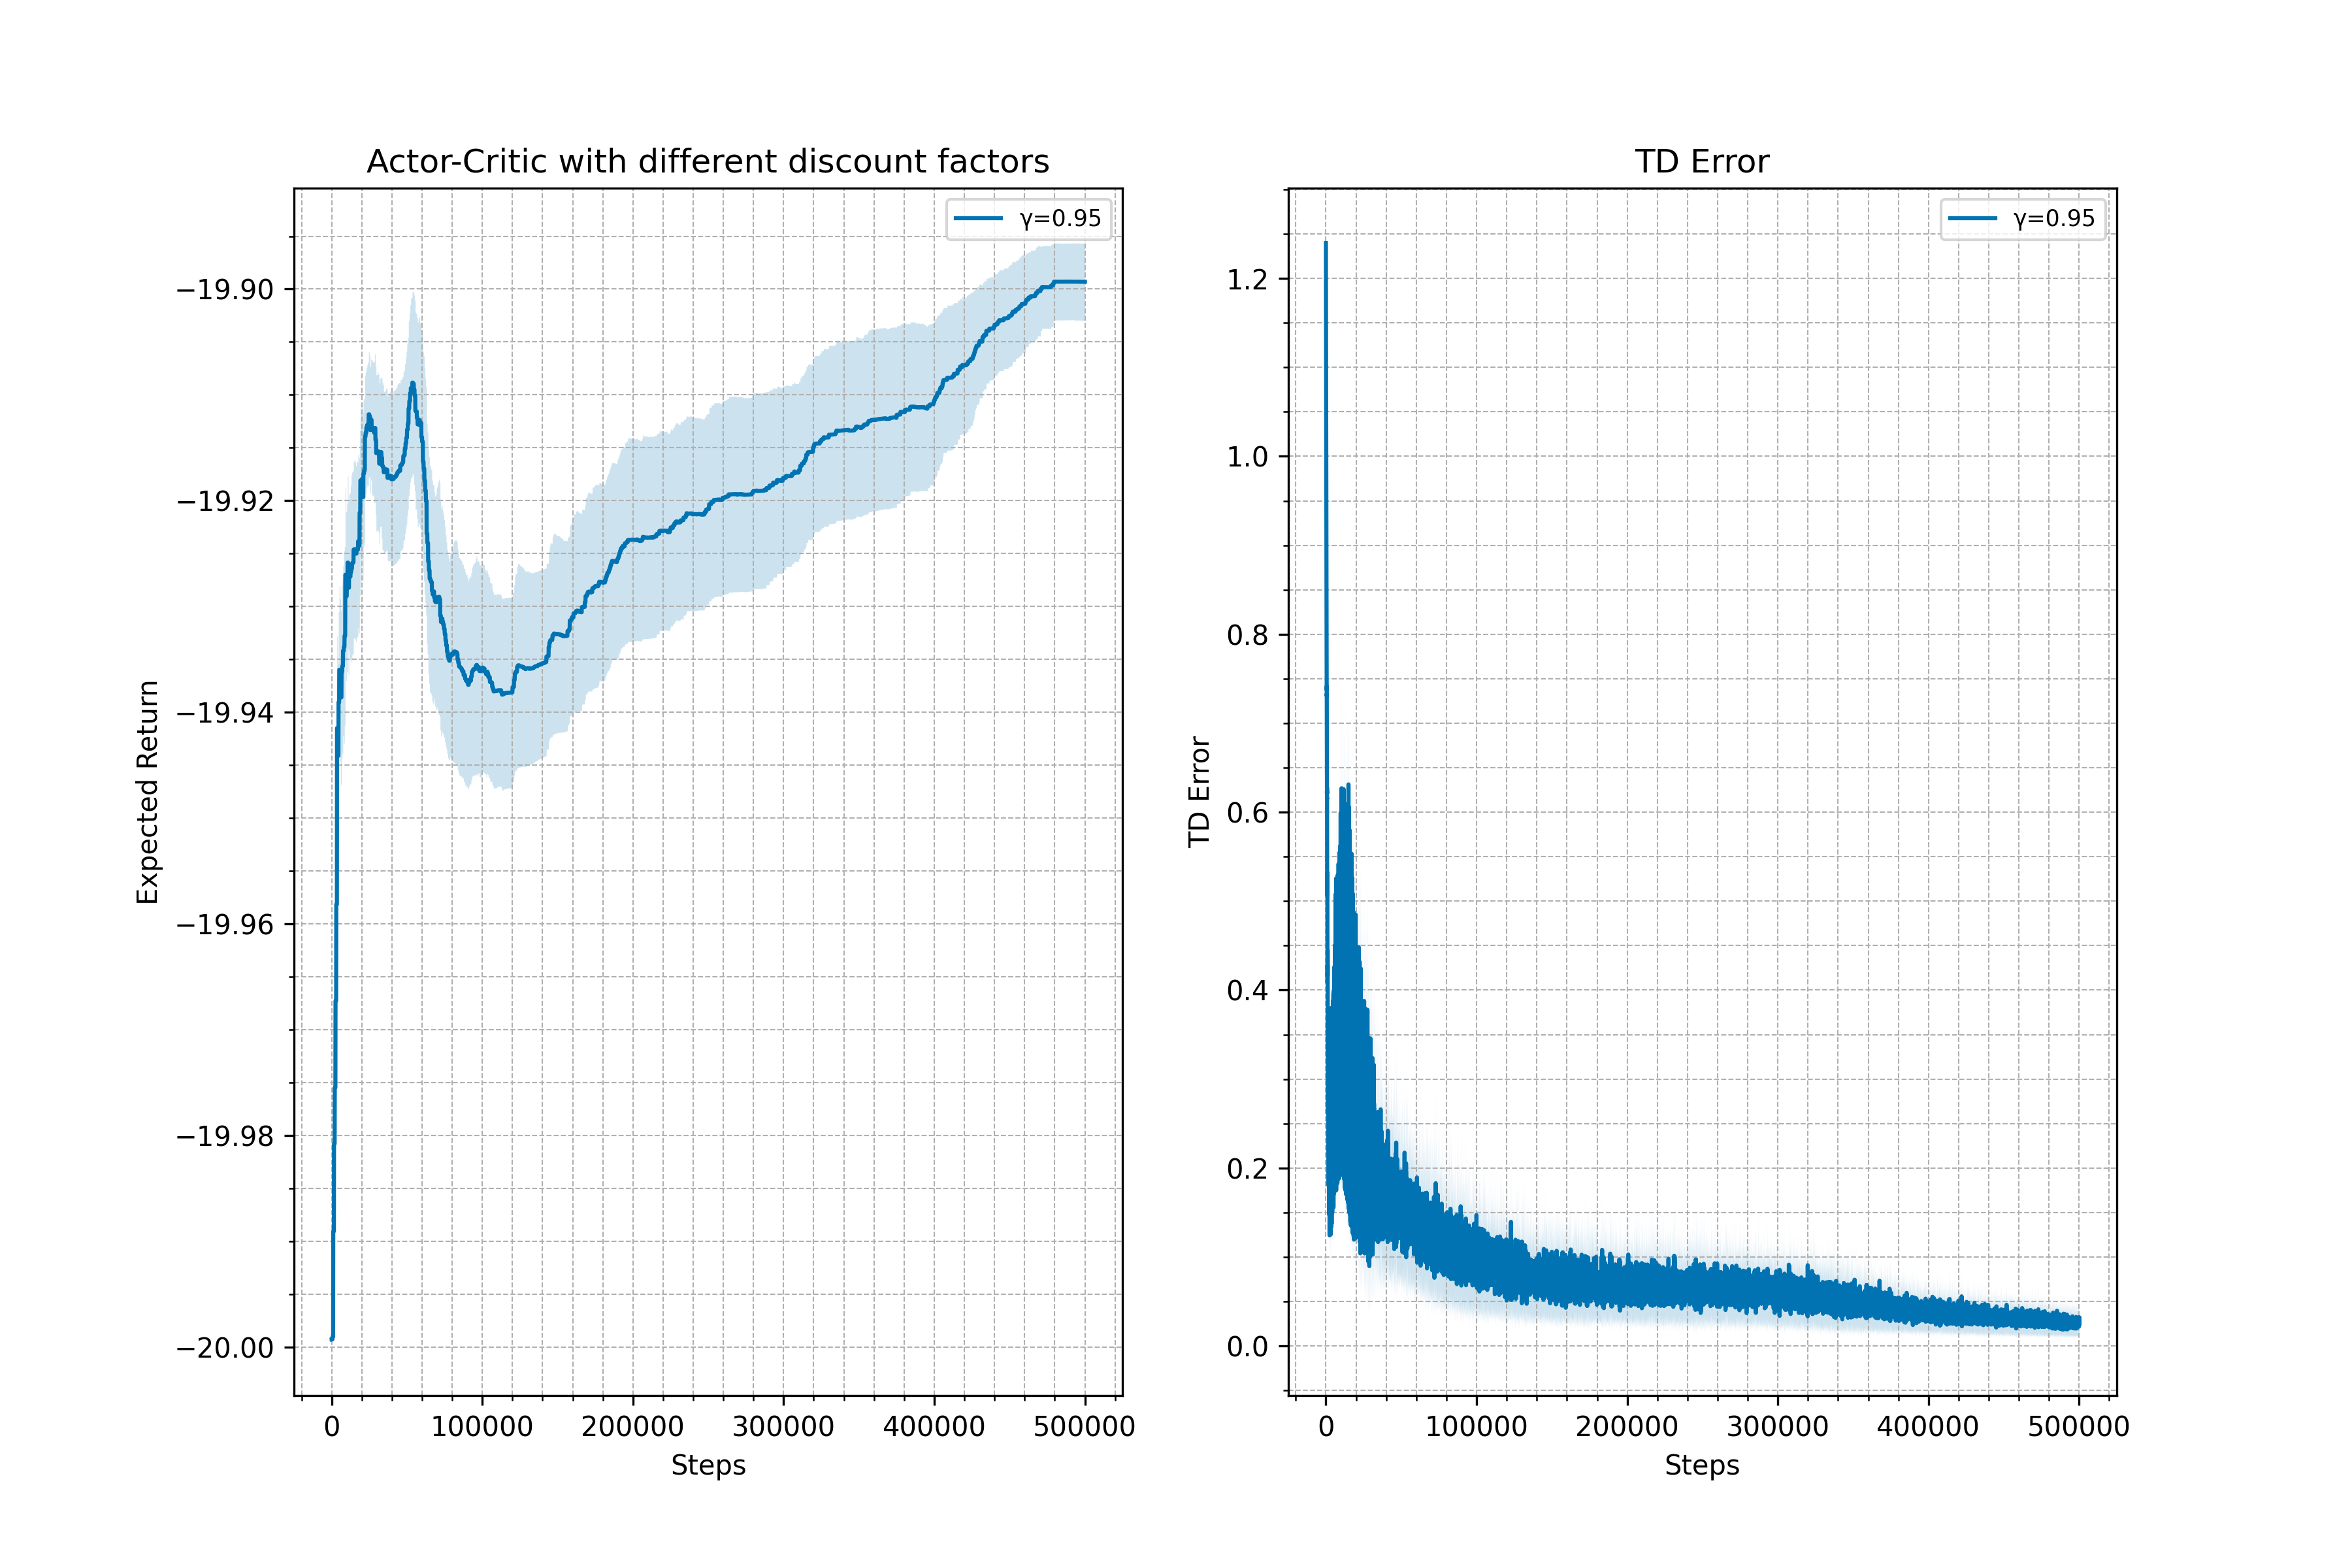 Actor-Critic with different discount factors
γ=0.95
Expected Return
−19.90
−19.92
−19.94
−19.96
−19.98
−20.00
0 100000 200000 300000 400000 500000
Steps
TD Error
γ=0.95
TD Error
1.2
1.0
0.8
0.6
0.4
0.2
0.0
0 100000 200000 300000 400000 500000
Steps